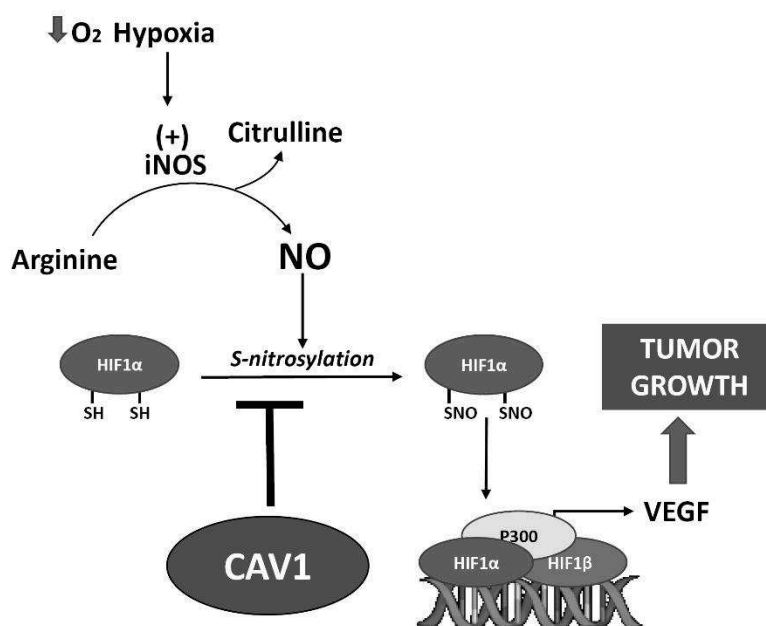 O2 Hypoxia
(+)
iNOS
Citrulline
Arginine
NO
HIF1α
SH SH
S-nitrosylation
HIF1α
SNO SNO
TUMOR
GROWTH
CAV1
P300
HIF1α
HIF1β
VEGF